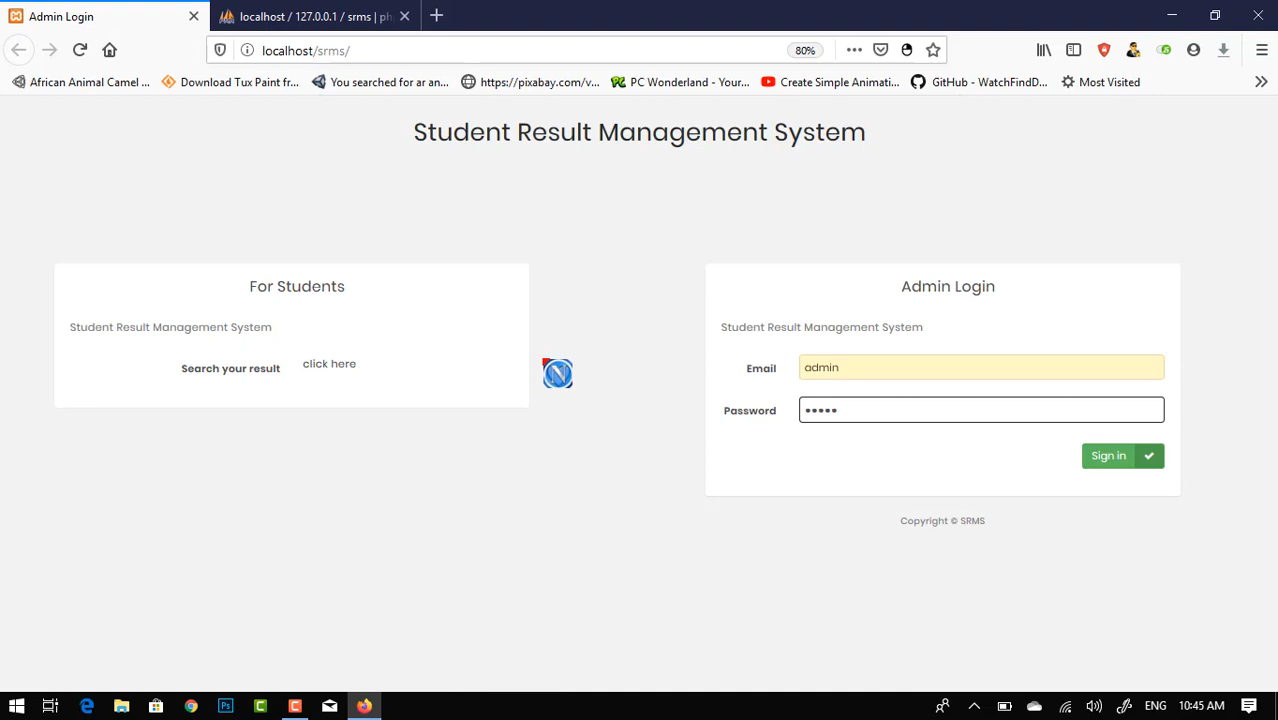 Admin Login
localhost / 127.0.0.1 / srms | ph
localhost/srms/
80%
African Animal Camel ...
Download Tux Paint fr...
You searched for ar an...
https://pixabay.com/v...
PC Wonderland - Your...
Create Simple Animati...
GitHub - WatchFindD...
Most Visited
Student Result Management System
For Students
Student Result Management System
Search your result click here
N
Admin Login
Student Result Management System
Email admin
Password
Sign in
Copyright © SRMS
Ps
C
C
ENG 10:45 AM